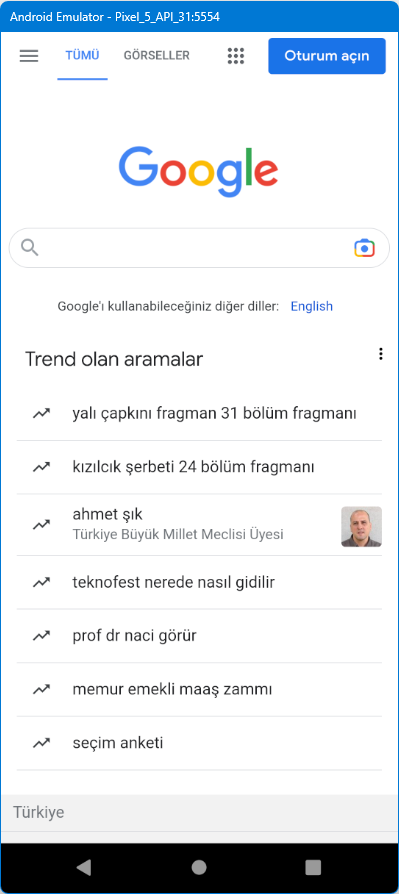 Android Emulator - Pixel_5_API_31:5554
TÜMÜ GÖRSELLER Oturum açın
Google
Google'ı kullanabileceğiniz diğer diller: English
Trend olan aramalar
yalı çapkını fragman 31 bölüm fragmanı
kızılcık şerbeti 24 bölüm fragmanı
ahmet şık
Türkiye Büyük Millet Meclisi Üyesi
teknofest nerede nasıl gidilir
prof dr naci görür
memur emekli maaş zammı
seçim anketi
Türkiye